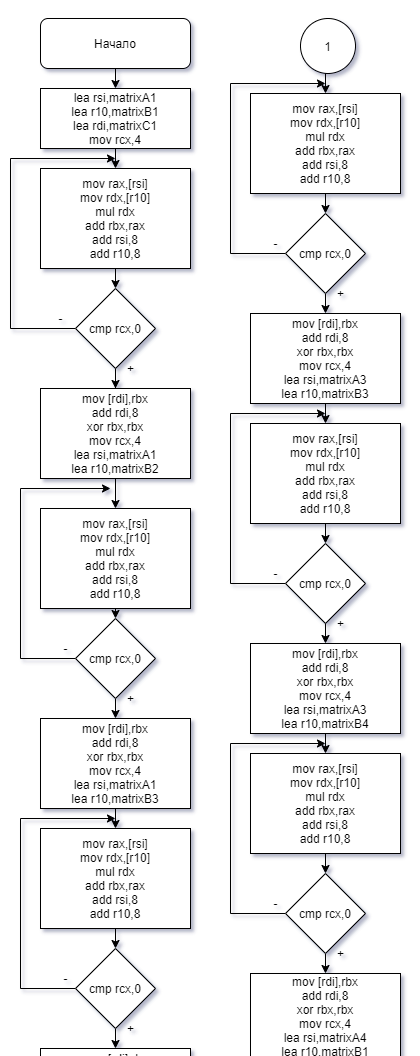 Начало
lea rsi,matrixA1
lea r10,matrixB1
lea rdi,matrixC1
mov rcx,4
mov rax,[rsi]
mov rdx,[r10]
mul rdx
add rbx,rax
add rsi,8
add r10,8
cmp rcx,0
-
+
mov [rdi],rbx
add rdi,8
xor rbx,rbx
mov rcx,4
lea rsi,matrixA1
lea r10,matrixB2
mov rax,[rsi]
mov rdx,[r10]
mul rdx
add rbx,rax
add rsi,8
add r10,8
cmp rcx,0
-
+
mov [rdi],rbx
add rdi,8
xor rbx,rbx
mov rcx,4
lea rsi,matrixA1
lea r10,matrixB3
mov rax,[rsi]
mov rdx,[r10]
mul rdx
add rbx,rax
add rsi,8
add r10,8
cmp rcx,0
-
+
1
mov rax,[rsi]
mov rdx,[r10]
mul rdx
add rbx,rax
add rsi,8
add r10,8
cmp rcx,0
-
+
mov [rdi],rbx
add rdi,8
xor rbx,rbx
mov rcx,4
lea rsi,matrixA3
lea r10,matrixB3
mov rax,[rsi]
mov rdx,[r10]
mul rdx
add rbx,rax
add rsi,8
add r10,8
cmp rcx,0
-
+
mov [rdi],rbx
add rdi,8
xor rbx,rbx
mov rcx,4
lea rsi,matrixA3
lea r10,matrixB4
mov rax,[rsi]
mov rdx,[r10]
mul rdx
add rbx,rax
add rsi,8
add r10,8
cmp rcx,0
-
+
mov [rdi],rbx
add rdi,8
xor rbx,rbx
mov rcx,4
lea rsi,matrixA4
lea r10,matrixB1